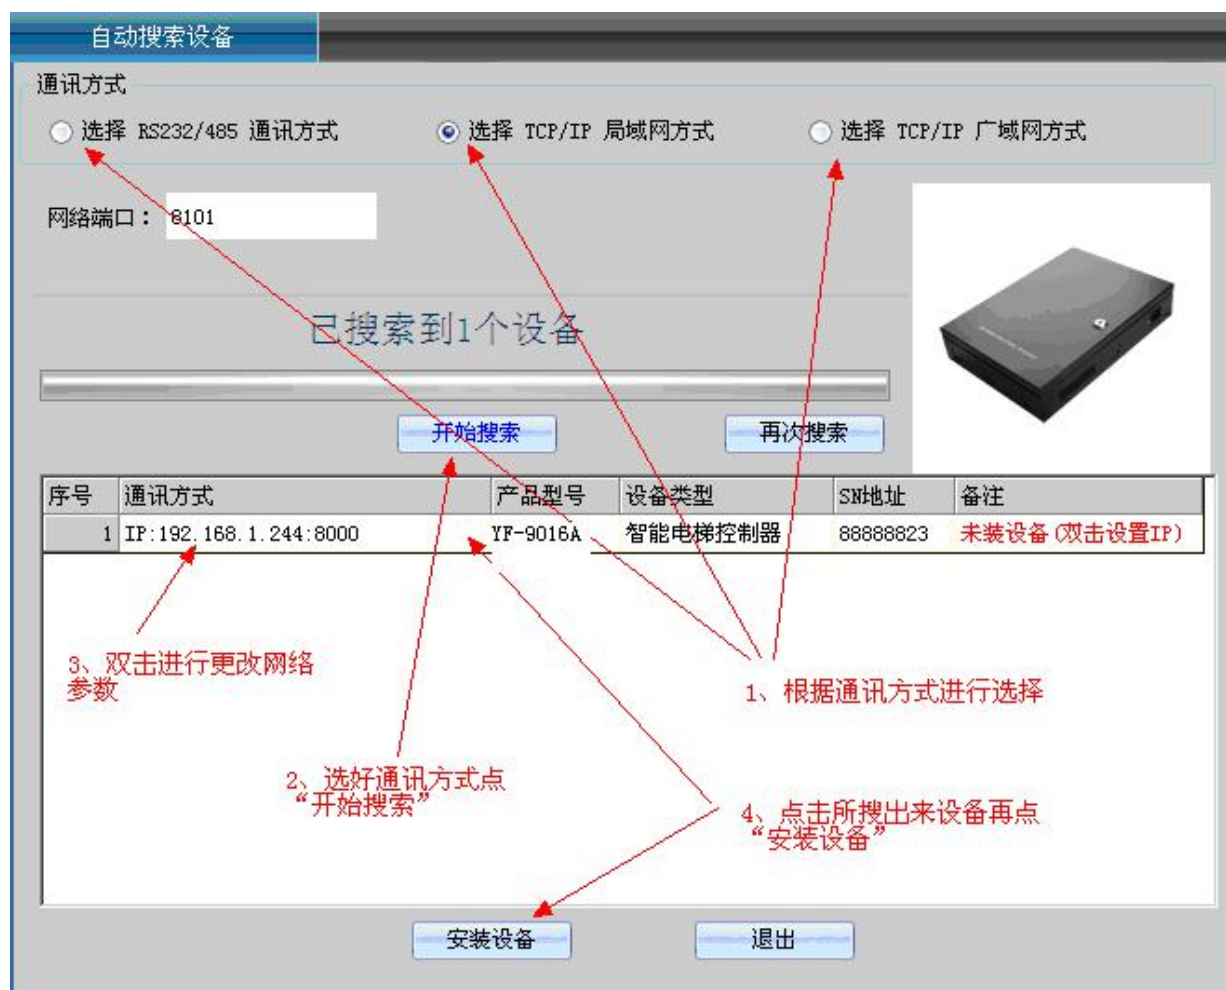 自动搜索设备
通讯方式
选择 RS232/485 通讯方式
选择 TCP/IP 局域网方式
选择 TCP/IP 广域网方式
网络端口：
8101
已搜索到1个设备
开始搜索
再次搜索
序号 通讯方式 产品型号 设备类型 SN地址 备注
1 IP:192.168.1.244:8000 YF-9016A 智能电梯控制器 88888823 未装设备(双击设置IP)
3、双击进行更改网络
参数
1、根据通讯方式进行选择
2、选好通讯方式点
“开始搜索”
4、点击所搜出来设备再点
“安装设备”
安装设备
退出